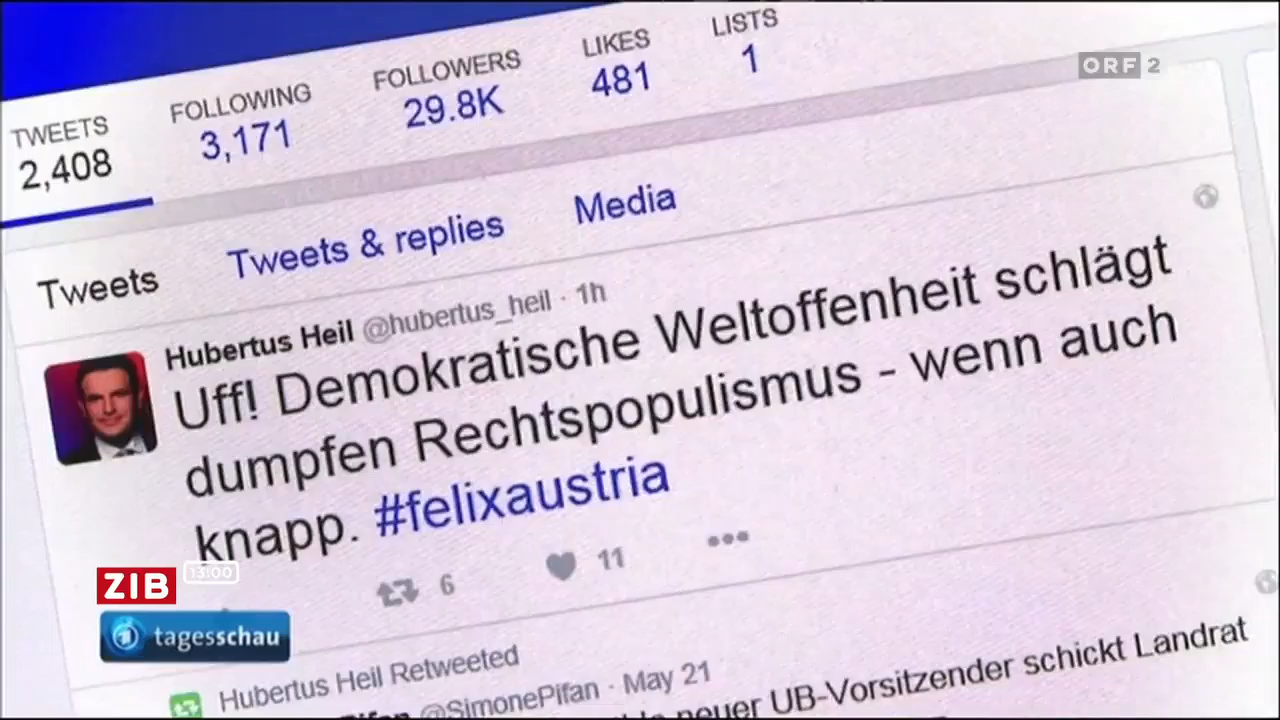 TWEETS FOLLOWING FOLLOWERS LIKES LISTS
2,408 3,171 29.8K 481 1
ORF 2
Tweets Tweets & replies Media
Hubertus Heil @hubertus_heil · 1h
Uff! Demokratische Weltoffenheit schlägt
dumpfen Rechtspopulismus - wenn auch
knapp. #felixaustria
6 11
ZIB 13:00
tagesschau
Hubertus Heil Retweeted
@SimonePifan · May 21
neuer UB-Vorsitzender schickt Landrat